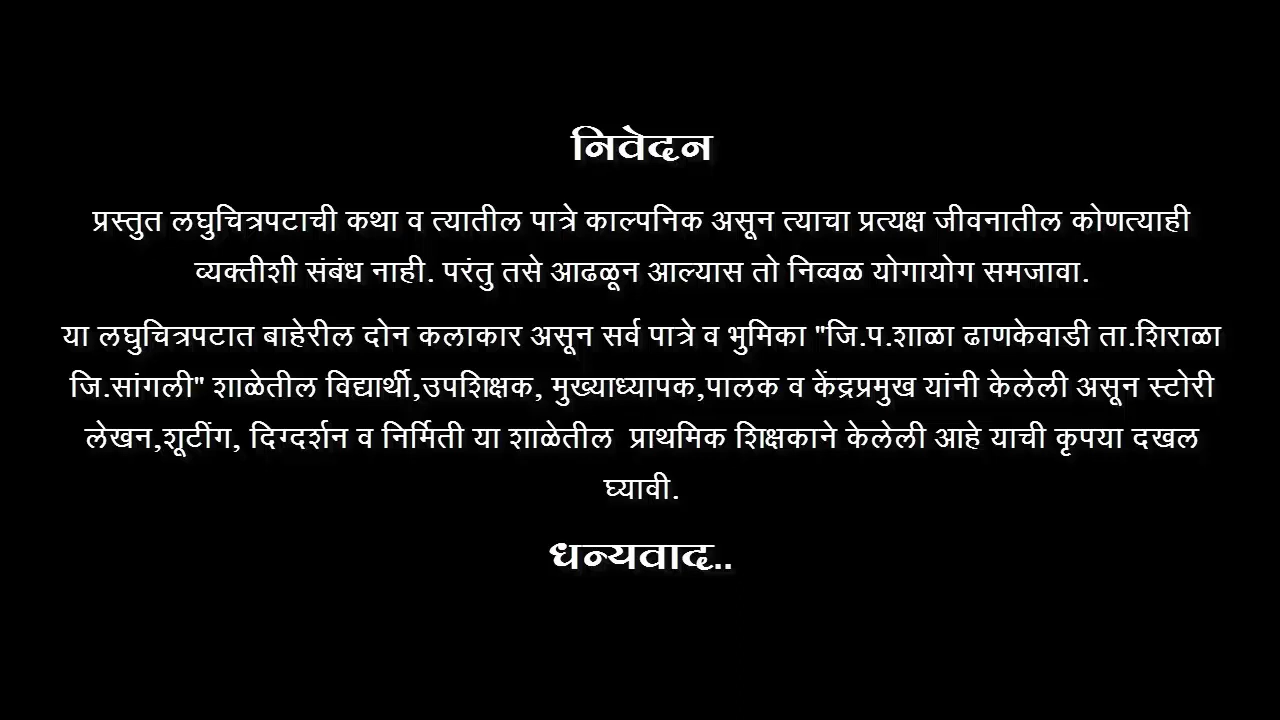 निवेदन
प्रस्तुत लघुचित्रपटाची कथा व त्यातील पात्रे काल्पनिक असून त्याचा प्रत्यक्ष जीवनातील कोणत्याही
व्यक्तीशी संबंध नाही. परंतु तसे आढळून आल्यास तो निव्वळ योगायोग समजावा.
या लघुचित्रपटात बाहेरील दोन कलाकार असून सर्व पात्रे व भुमिका "जि.प.शाळा ढाणकेवाडी ता.शिराळा
जि.सांगली" शाळेतील विद्यार्थी,उपशिक्षक, मुख्याध्यापक,पालक व केंद्रप्रमुख यांनी केलेली असून स्टोरी
लेखन,शूटींग, दिग्दर्शन व निर्मिती या शाळेतील  प्राथमिक शिक्षकाने केलेली आहे याची कृपया दखल
घ्यावी.
धन्यवाद..